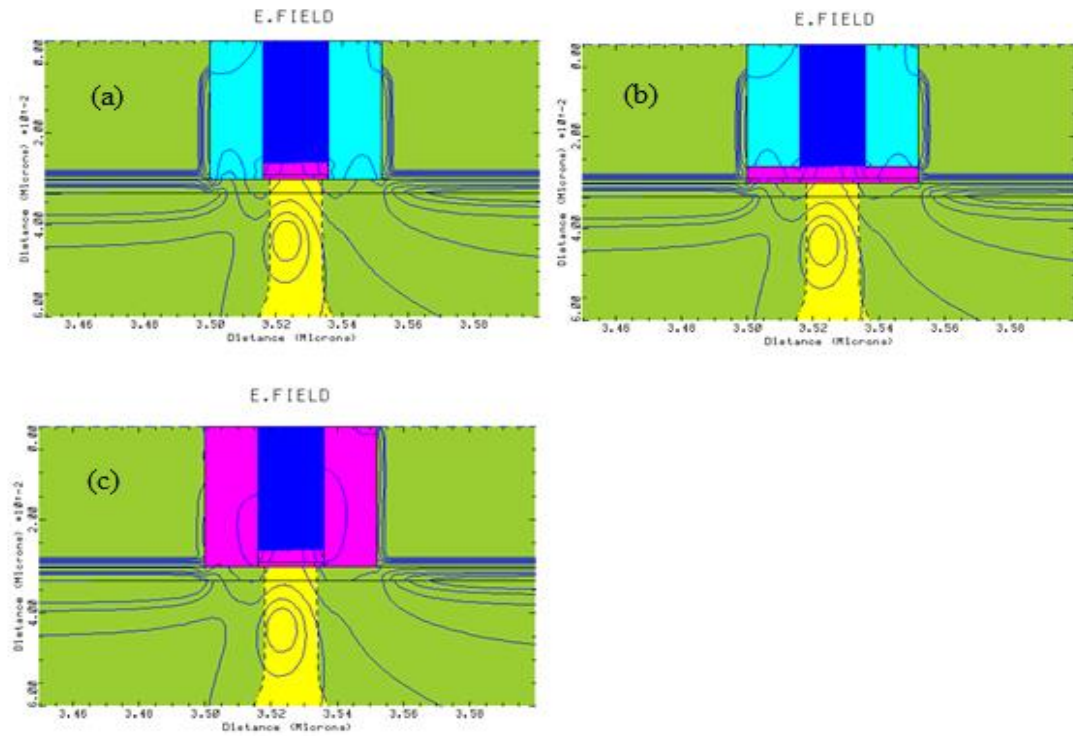 E.FIELD
(a)
0.00
2.00
4.00
6.00
Distance (Microns) *10↑-2
3.46 3.48 3.50 3.52 3.54 3.56 3.58
Distance (Microns)
E.FIELD
(b)
0.00
2.00
4.00
6.00
Distance (Microns) *10↑-2
3.46 3.48 3.50 3.52 3.54 3.56 3.58
Distance (Microns)
E.FIELD
(c)
0.00
2.00
4.00
6.00
Distance (Microns) *10↑-2
3.46 3.48 3.50 3.52 3.54 3.56 3.58
Distance (Microns)